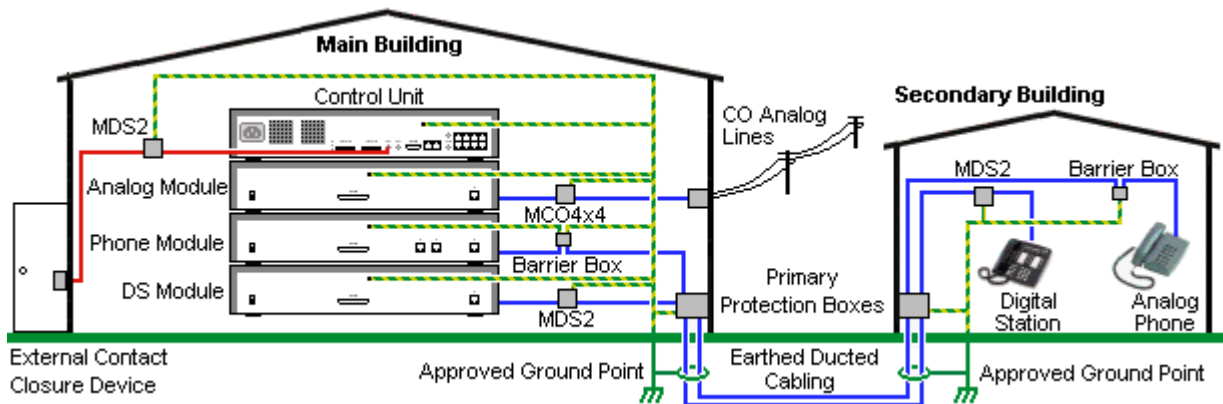 Main Building
Control Unit
MDS2
Analog Module
MCO4x4
Phone Module
Barrier Box
DS Module
MDS2
CO Analog
Lines
Secondary Building
MDS2
Barrier Box
Primary
Protection Boxes
Digital
Station
Analog
Phone
External Contact
Closure Device
Approved Ground Point
Earthed Ducted
Cabling
Approved Ground Point